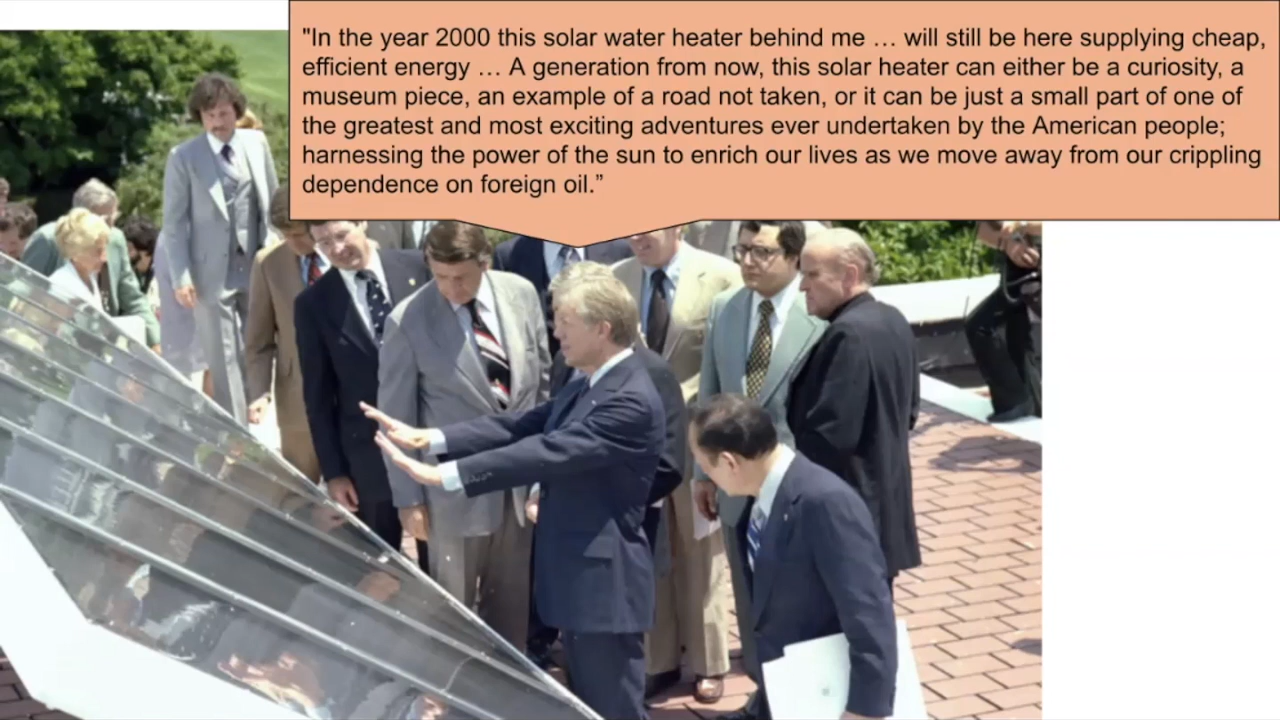 "In the year 2000 this solar water heater behind me … will still be here supplying cheap,
efficient energy … A generation from now, this solar heater can either be a curiosity, a
museum piece, an example of a road not taken, or it can be just a small part of one of
the greatest and most exciting adventures ever undertaken by the American people;
harnessing the power of the sun to enrich our lives as we move away from our crippling
dependence on foreign oil.”